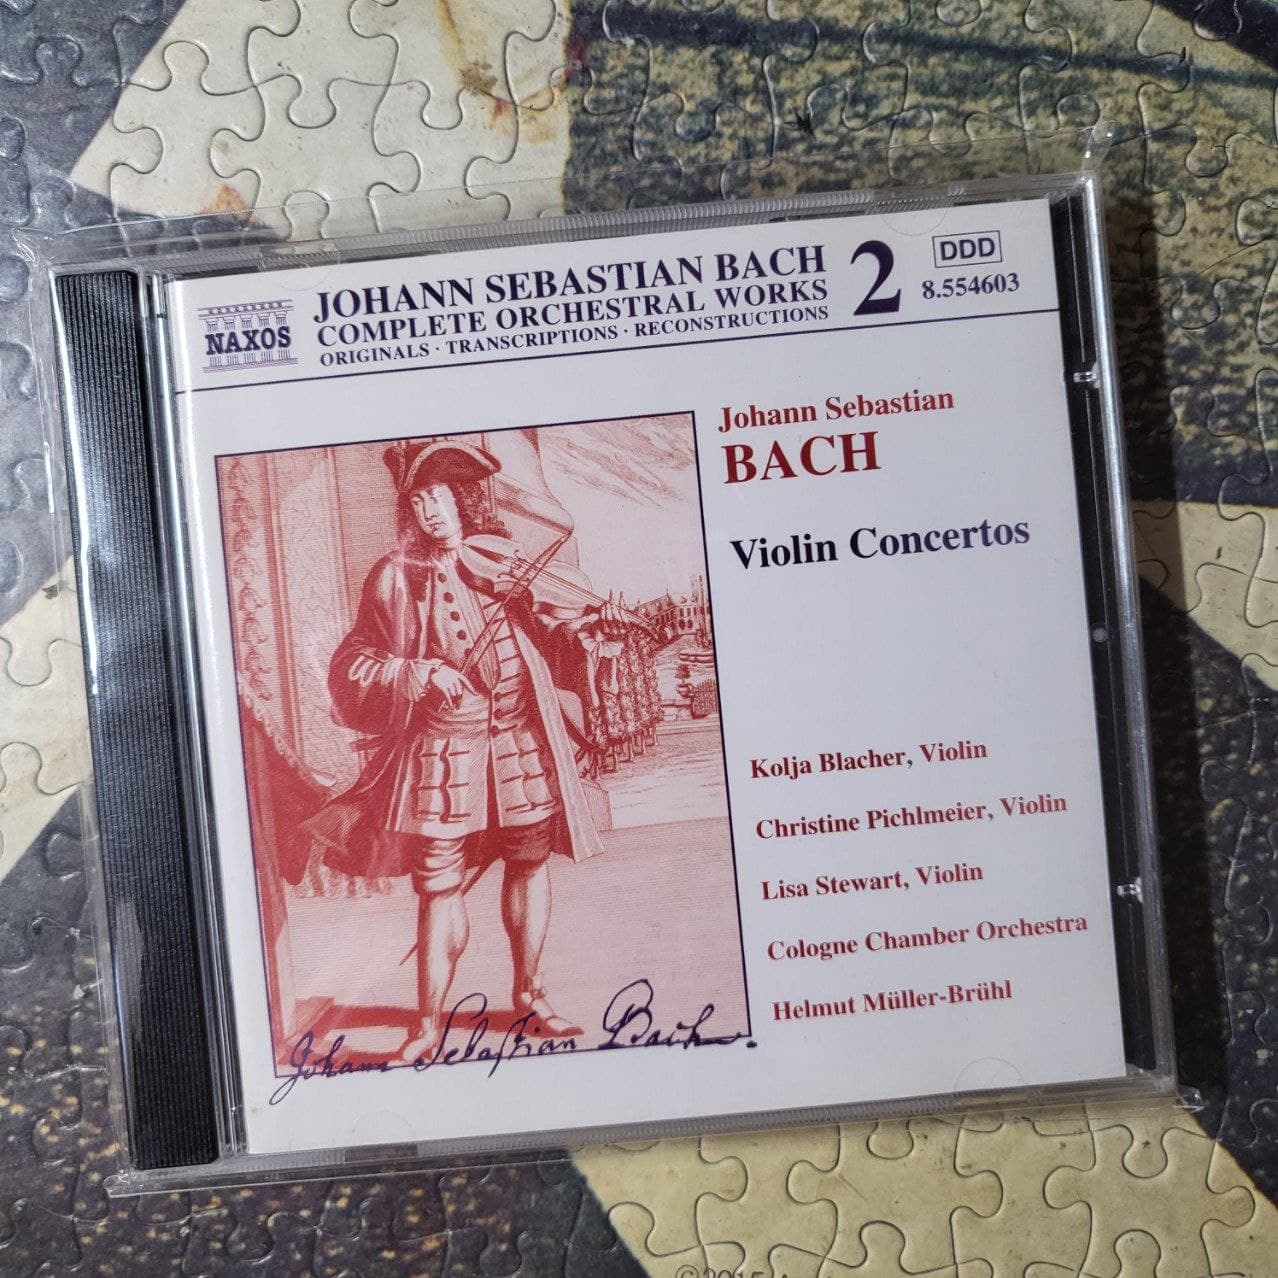 NAXOS
JOHANN SEBASTIAN BACH
COMPLETE ORCHESTRAL WORKS
ORIGINALS · TRANSCRIPTIONS · RECONSTRUCTIONS
2
DDD
8.554603
Johann Sebastian
BACH
Violin Concertos
Kolja Blacher, Violin
Christine Pichlmeier, Violin
Lisa Stewart, Violin
Cologne Chamber Orchestra
Helmut Müller-Brühl
Johann Sebastian Bach.
©2015